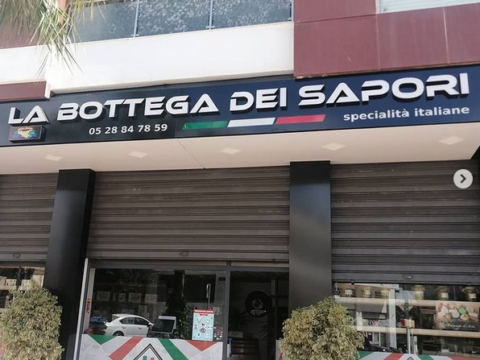 LA BOTTEGA DEI SAPORI
05 28 84 78 59
specialità italiane